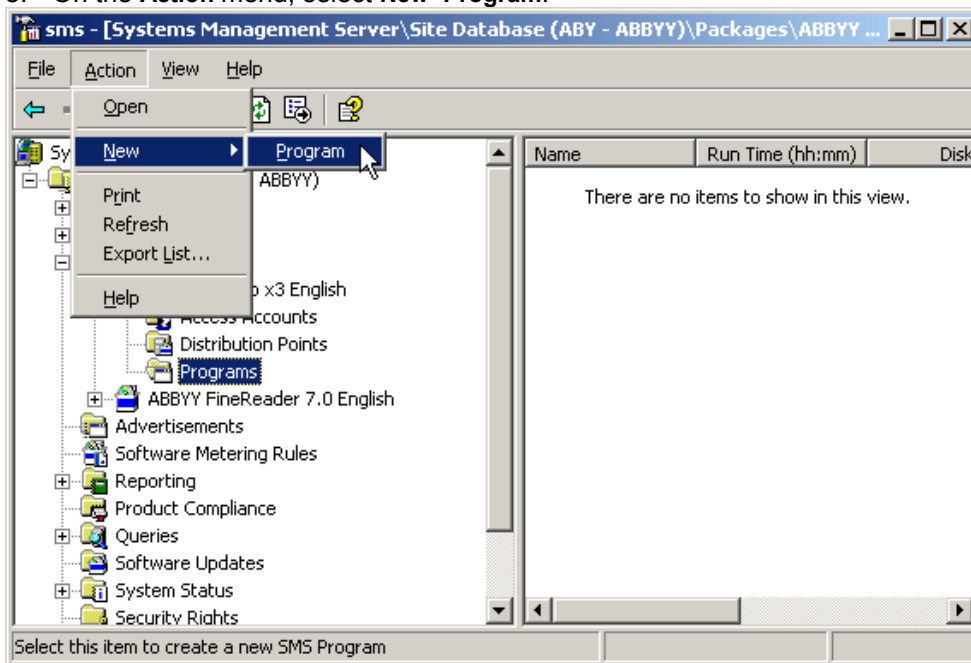 On the Action menu, select New
sms - [Systems Management Server\Site Database (ABY - ABBYY)\Packages\ABBYY ...
File Action View Help
Open
New
Program
Print
Refresh
Export List...
Help
Sy
ABBYY)
x3 English
Accounts
Distribution Points
Programs
ABBYY FineReader 7.0 English
Advertisements
Software Metering Rules
Reporting
Product Compliance
Queries
Software Updates
System Status
Security Rights
Name Run Time (hh:mm) Disk
There are no items to show in this view.
Select this item to create a new SMS Program